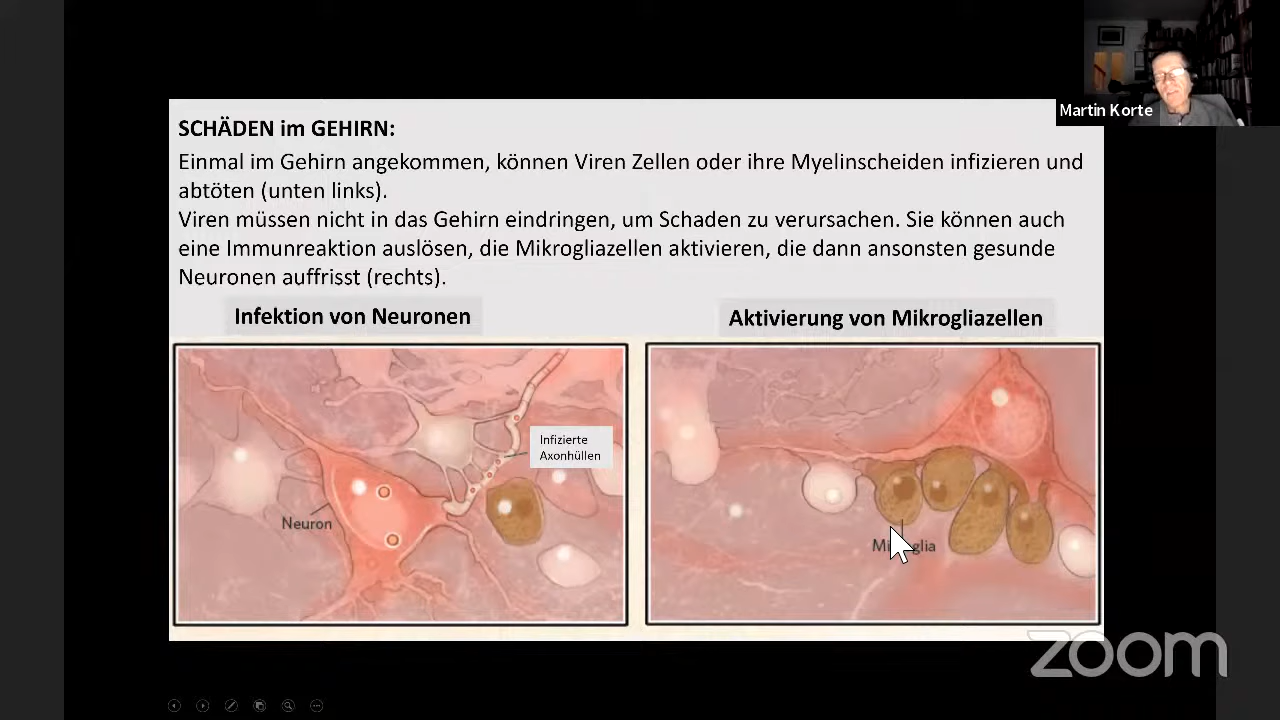 Martin Korte
SCHÄDEN im GEHIRN:
Einmal im Gehirn angekommen, können Viren Zellen oder ihre Myelinscheiden infizieren und
abtöten (unten links).
Viren müssen nicht in das Gehirn eindringen, um Schaden zu verursachen. Sie können auch
eine Immunreaktion auslösen, die Mikrogliazellen aktivieren, die dann ansonsten gesunde
Neuronen auffrisst (rechts).
Infektion von Neuronen
Aktivierung von Mikrogliazellen
Infizierte
Axonhüllen
Neuron
zoom